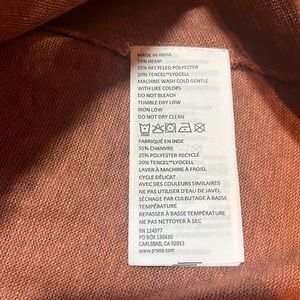 MADE IN INDIA
55% HEMP
25% RECYCLED POLYESTER
20% TENCEL™LYOCELL
MACHINE WASH COLD GENTLE
WITH LIKE COLORS
DO NOT BLEACH
TUMBLE DRY LOW
IRON LOW
DO NOT DRY CLEAN
FABRIQUÉ EN INDE
55% CHANVRE
25% POLYESTER RECYCLÉ
20% TENCEL™LYOCELL
LAVER À MACHINE À FROID,
CYCLE DÉLICAT
AVEC DES COULEURS SIMILAIRES
NE PAS UTILISER D'EAU DE JAVEL
SÉCHAGE PAR CULBUTAGE À BASSE
TEMPÉRATURE
REPASSER À BASSE TEMPÉRATURE
NE PAS NETTOYER À SEC
RN 124977
PO BOX 130430
CARLSBAD, CA 92013
www.prana.com